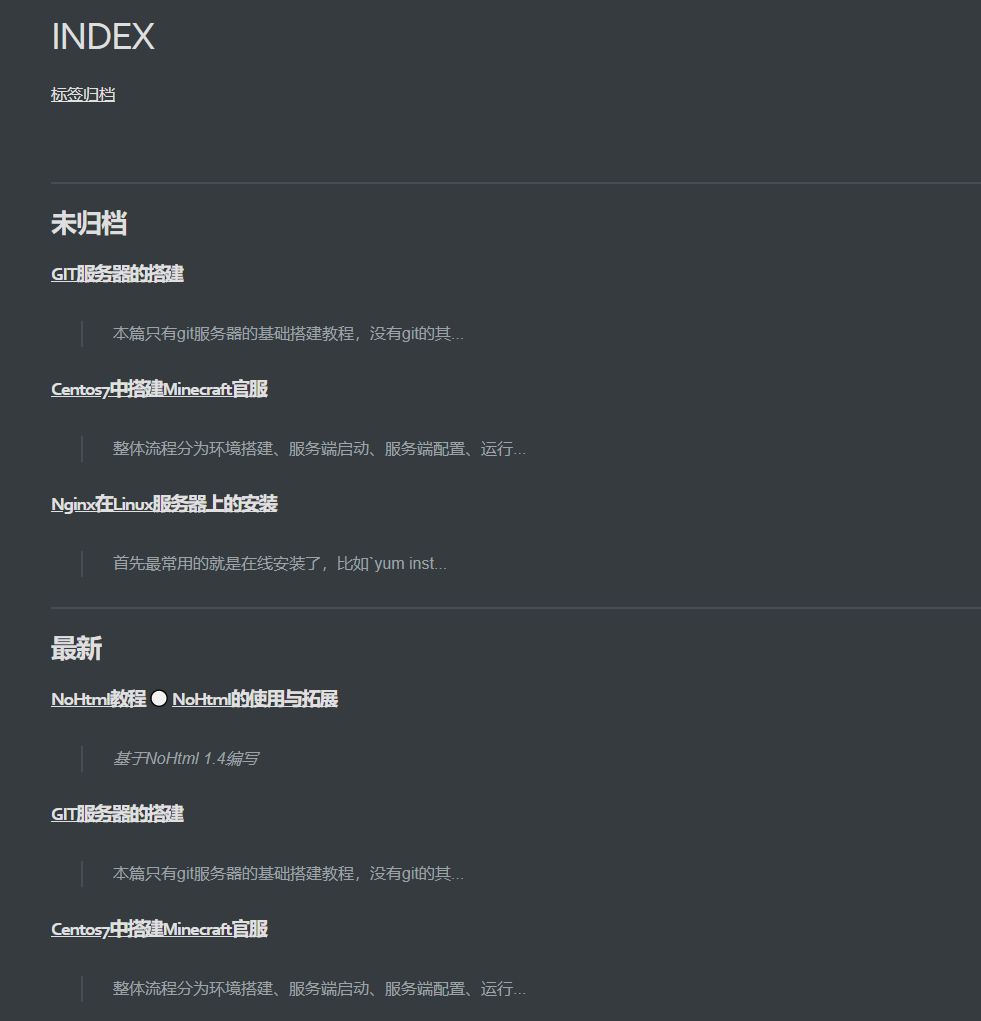 INDEX
标签归档
未归档
GIT服务器的搭建
本篇只有git服务器的基础搭建教程，没有git的其...
Centos7中搭建Minecraft官服
整体流程分为环境搭建、服务端启动、服务端配置、运行...
Nginx在Linux服务器上的安装
首先最常用的就是在线安装了，比如`yum inst...
最新
NoHtml教程 ⚪ NoHtml的使用与拓展
基于NoHtml 1.4编写
GIT服务器的搭建
本篇只有git服务器的基础搭建教程，没有git的其...
Centos7中搭建Minecraft官服
整体流程分为环境搭建、服务端启动、服务端配置、运行...